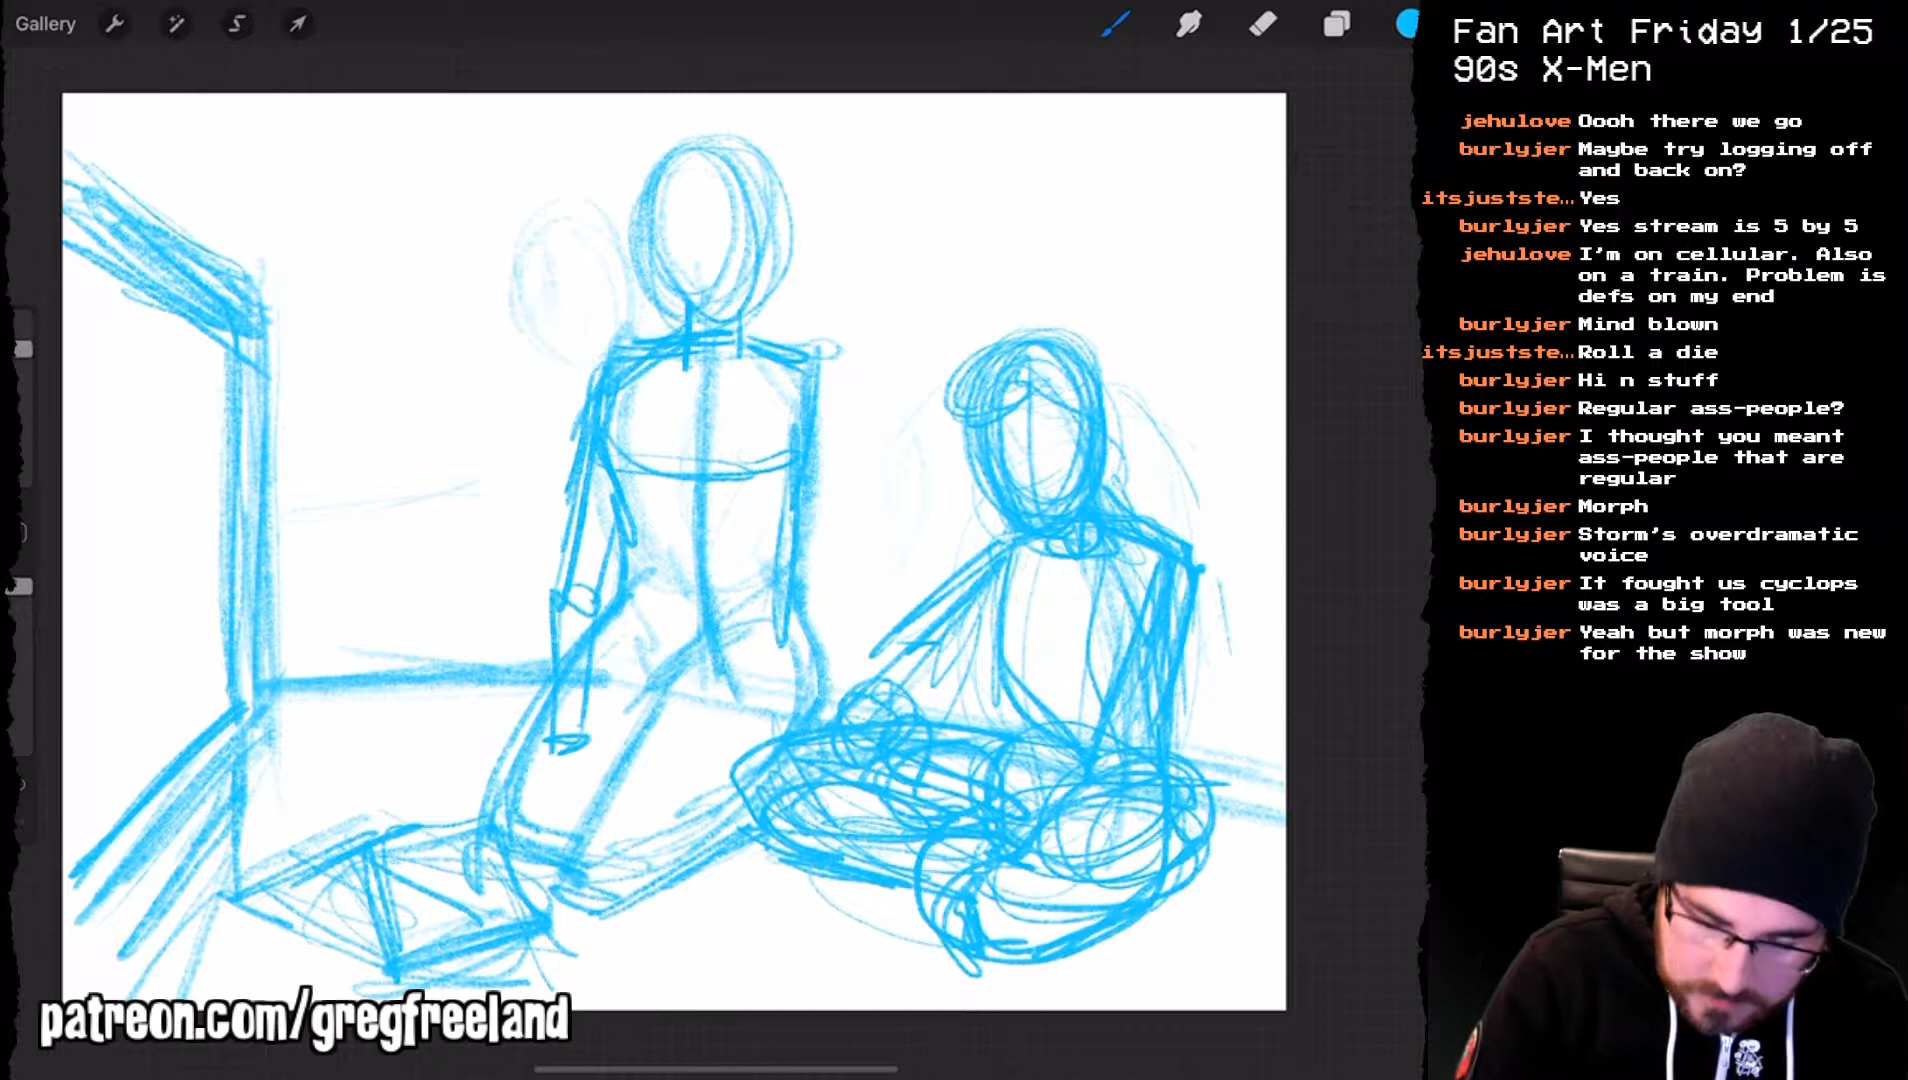 Gallery
Fan Art Friday 1/25
90s X-Men
jehulove Oooh there we go
burlyjer Maybe try logging off
and back on?
itsjustste… Yes
burlyjer Yes stream is 5 by 5
jehulove I'm on cellular. Also
on a train. Problem is
defs on my end
burlyjer Mind blown
itsjustste… Roll a die
burlyjer Hi n stuff
burlyjer Regular ass-people?
burlyjer I thought you meant
ass-people that are
regular
burlyjer Morph
burlyjer Storm's overdramatic
voice
burlyjer It fought us cyclops
was a big tool
burlyjer Yeah but morph was new
for the show
patreon.com/gregfreeland